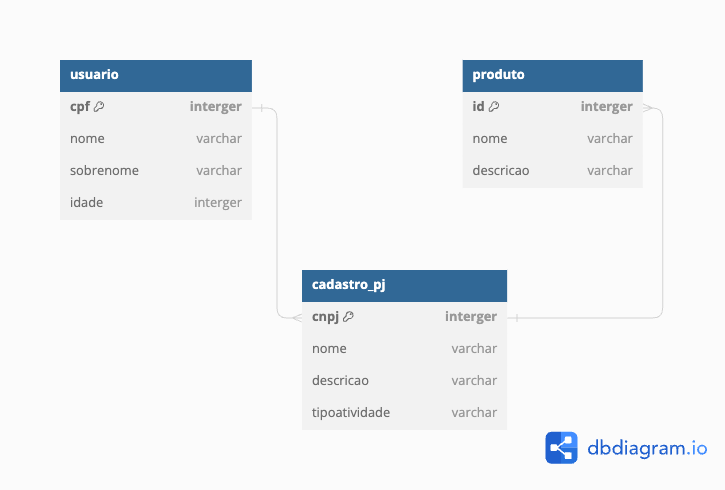 usuario
cpf interger
nome varchar
sobrenome varchar
idade interger
produto
id interger
nome varchar
descricao varchar
cadastro_pj
cnpj interger
nome varchar
descricao varchar
tipoatividade varchar
dbdiagram.io